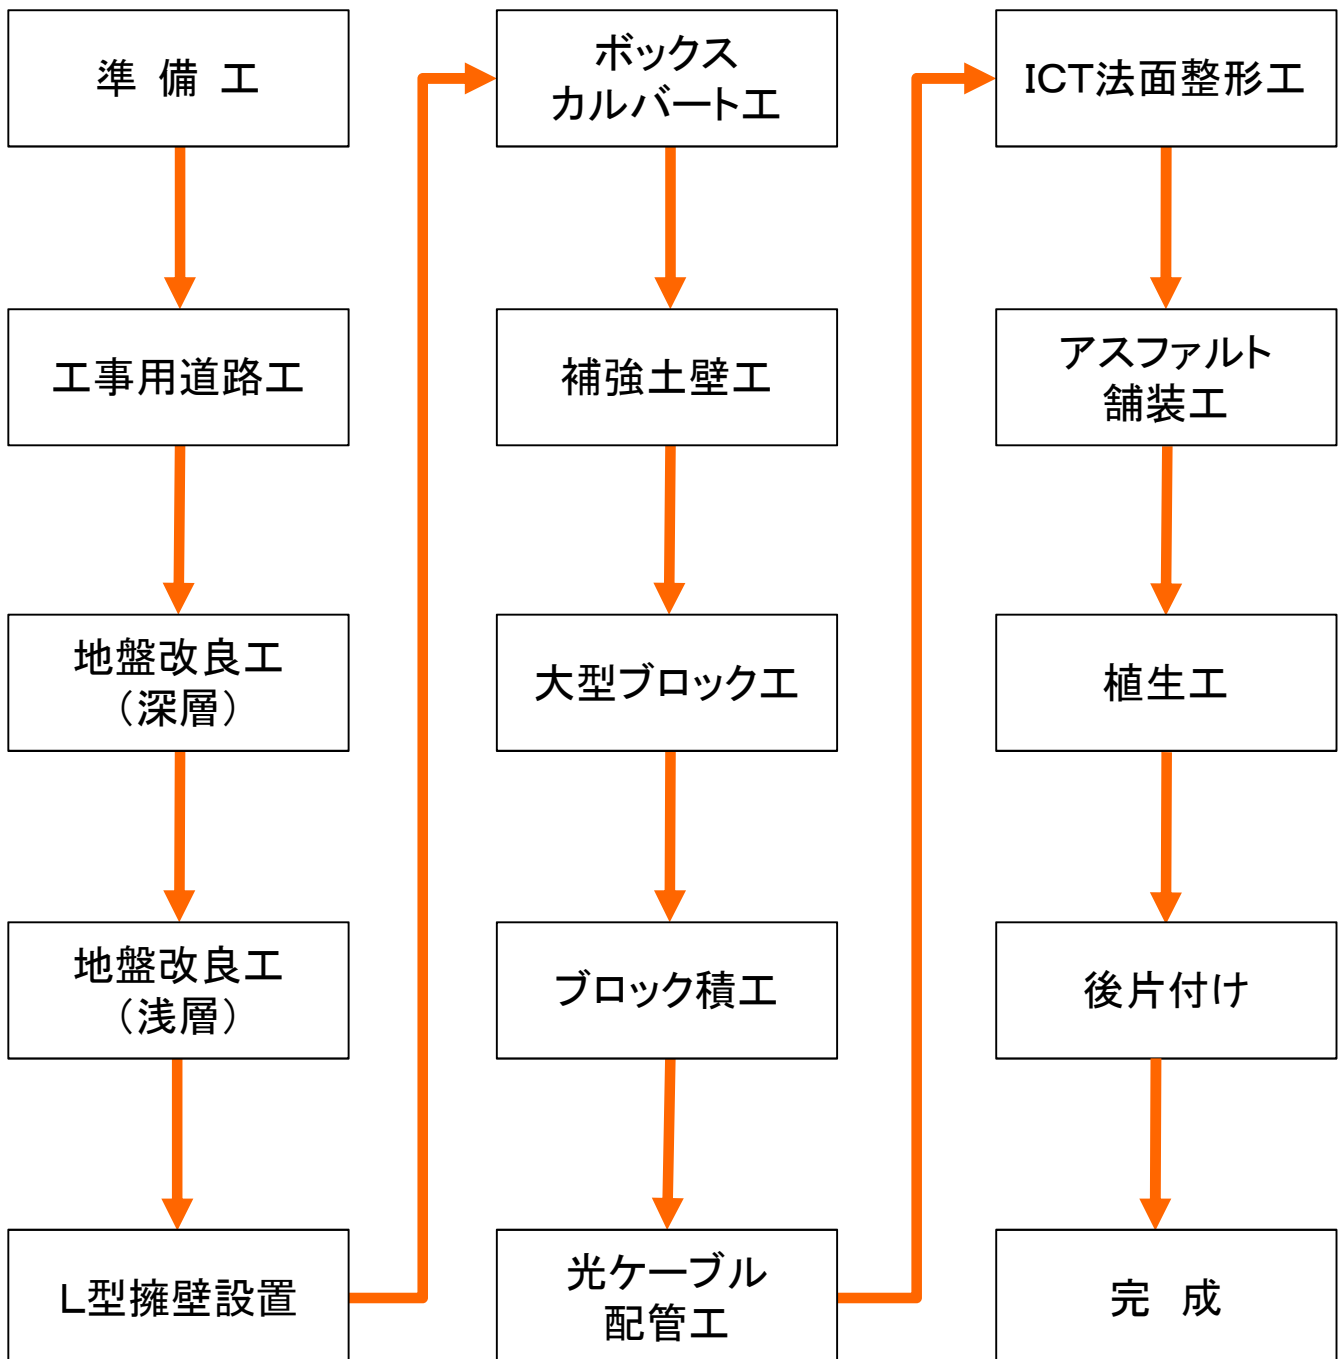 準 備 工
工事用道路工
地盤改良工
（深層）
地盤改良工
（浅層）
L型擁壁設置
ボックス
カルバート工
補強土壁工
大型ブロック工
ブロック積工
光ケーブル
配管工
ICT法面整形工
アスファルト
舗装工
植生工
後片付け
完 成